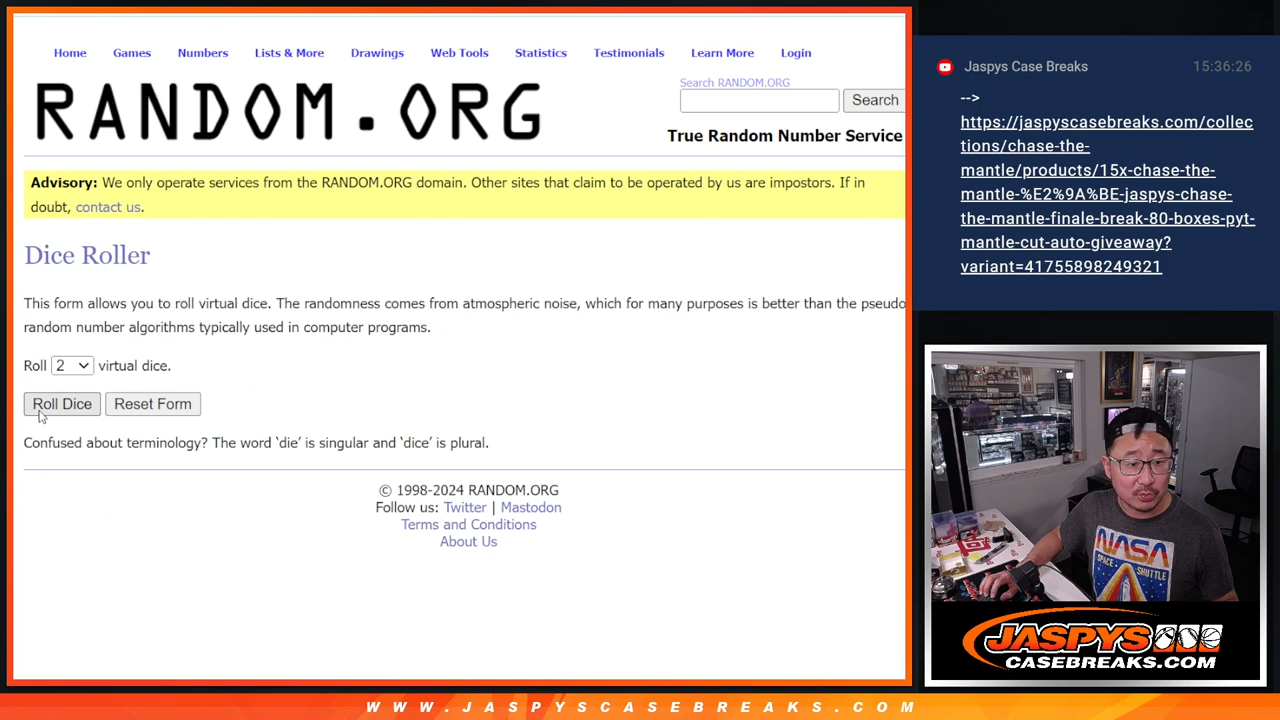 Home Games Numbers Lists & More Drawings Web Tools Statistics Testimonials Learn More Login
RANDOM.ORG
Search RANDOM.ORG
Search
True Random Number Service
Advisory: We only operate services from the RANDOM.ORG domain. Other sites that claim to be operated by us are impostors. If in
doubt, contact us.
Dice Roller
This form allows you to roll virtual dice. The randomness comes from atmospheric noise, which for many purposes is better than the pseudo
random number algorithms typically used in computer programs.
Roll 2 virtual dice.
Roll Dice Reset Form
Confused about terminology? The word ‘die’ is singular and ‘dice’ is plural.
© 1998-2024 RANDOM.ORG
Follow us: Twitter | Mastodon
Terms and Conditions
About Us
Jaspys Case Breaks 15:36:26
-->
https://jaspyscasebreaks.com/collec
tions/chase-the-
mantle/products/15x-chase-the-
mantle-%E2%9A%BE-jaspys-chase-
the-mantle-finale-break-80-boxes-pyt-
mantle-cut-auto-giveaway?
variant=41755898249321
NASA
SPACE SHUTTLE
JASPYS
CASEBREAKS.COM
WWW.JASPYSCASEBREAKS.COM